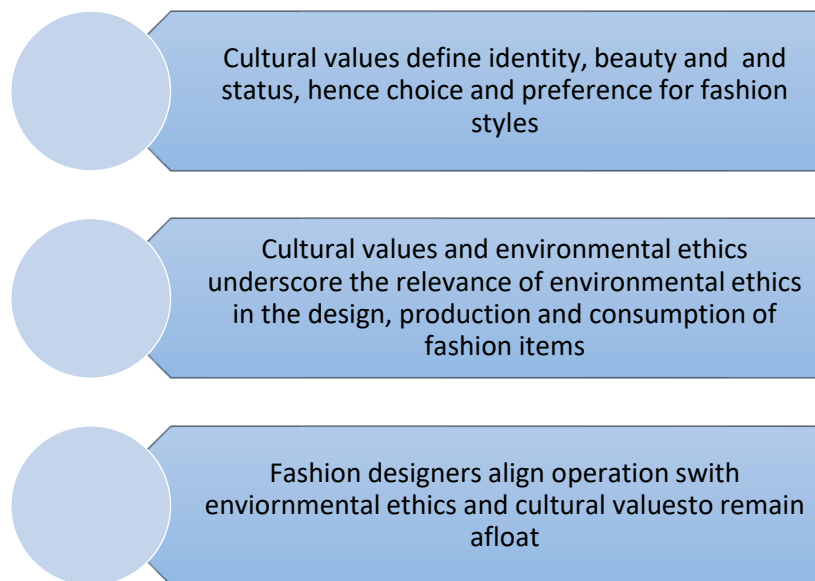 Cultural values define identity, beauty and and
status, hence choice and preference for fashion
styles
Cultural values and environmental ethics
underscore the relevance of environmental ethics
in the design, production and consumption of
fashion items
Fashion designers align operation swith
enviornmental ethics and cultural valuesto remain
afloat